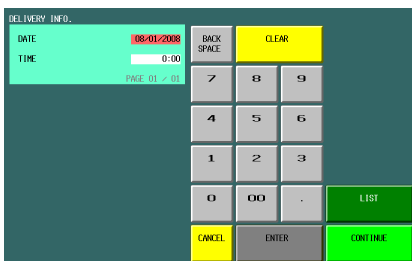 DELIVERY INFO.
DATE 08/01/2008
TIME 0:00
PAGE 01 / 01
BACK SPACE
CLEAR
7 8 9
4 5 6
1 2 3
0 00 .
LIST
CANCEL
ENTER
CONTINUE